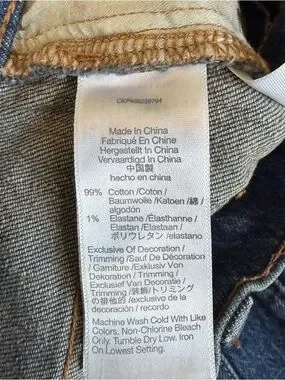 CKPA68239794
Made In China
Fabriqué En Chine
Hergestellt In China
Vervaardigd In China
中国製
hecho en china
99% Cotton /Coton /
Baumwolle /Katoen /綿 /
algodón
1% Elastane /Élasthanne /
Elastan /Elastaan /
ポリウレタン /elastano
Exclusive Of Decoration /
Trimming /Sauf De Décoration
/ Garniture /Exklusiv Von
Dekoration / Trimming /
Exclusief Van Decoratie /
Trimming /装飾/トリミング
の排他的 /exclusivo de la
decoración / recordo
Machine Wash Cold With Like
Colors, Non-Chlorine Bleach
Only, Tumble Dry Low, Iron
On Lowest Setting.